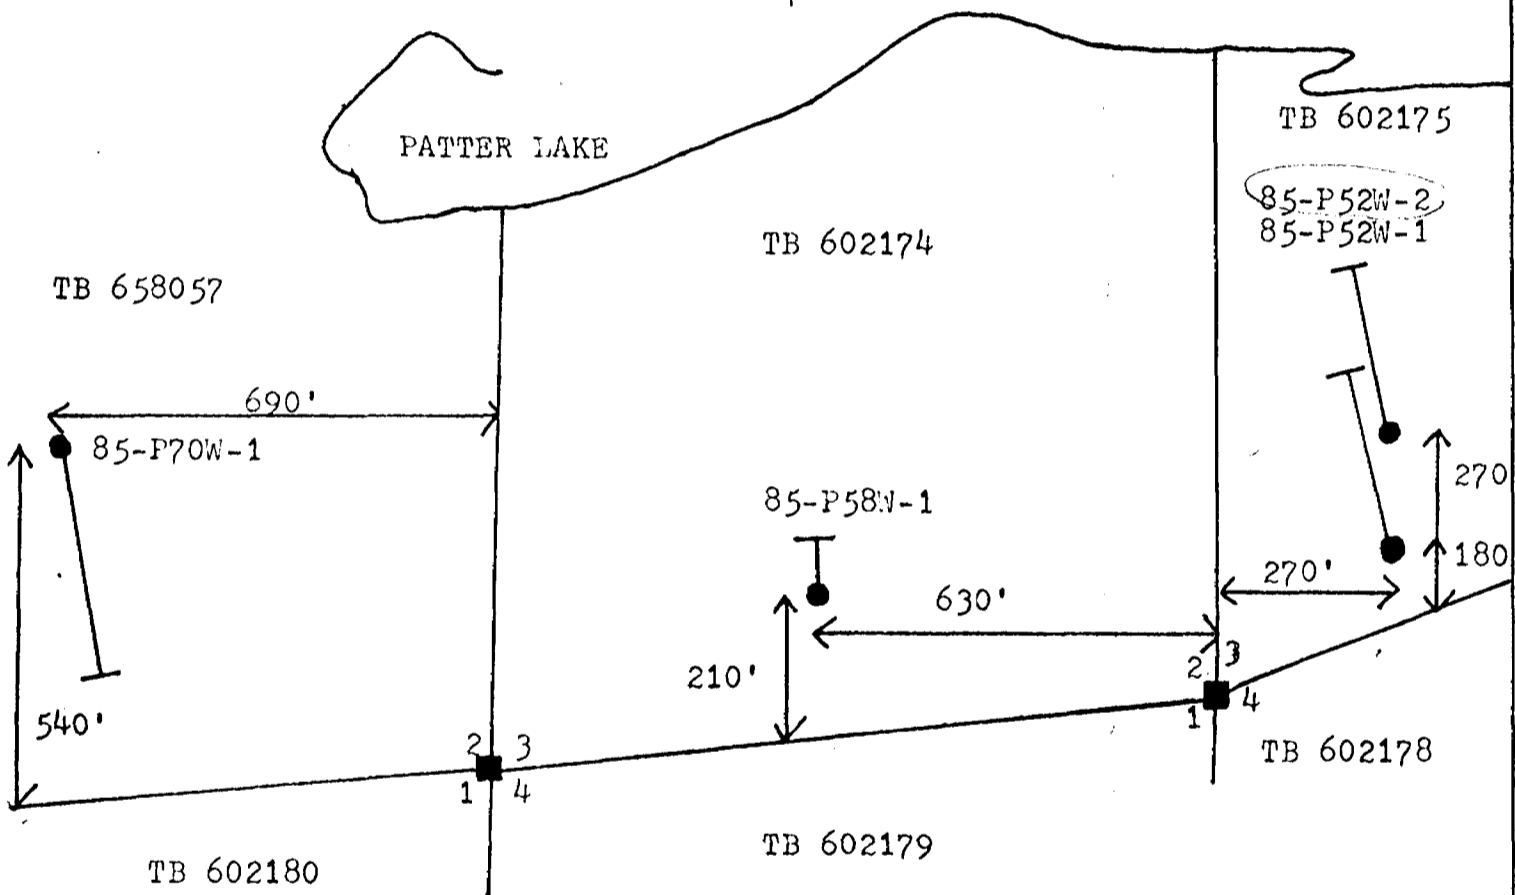 PATTER LAKE
TB 602175
85-P52W-2
85-P52W-1
TB 602174
TB 658057
690'
85-P70W-1
85-P58W-1
270
180
270'
630'
210'
540'
2 3
1 4
2 3
1 4
TB 602178
TB 602179
TB 602180